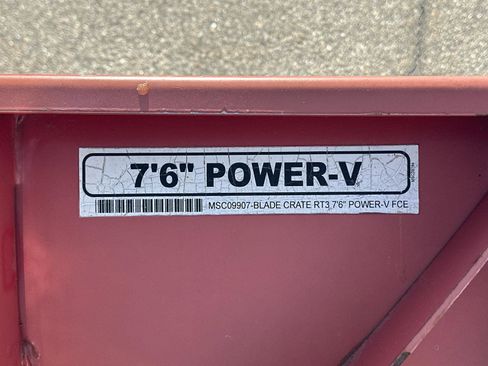 7'6" POWER-V
MSC09907-BLADE CRATE RT3 7'6" POWER-V FCE